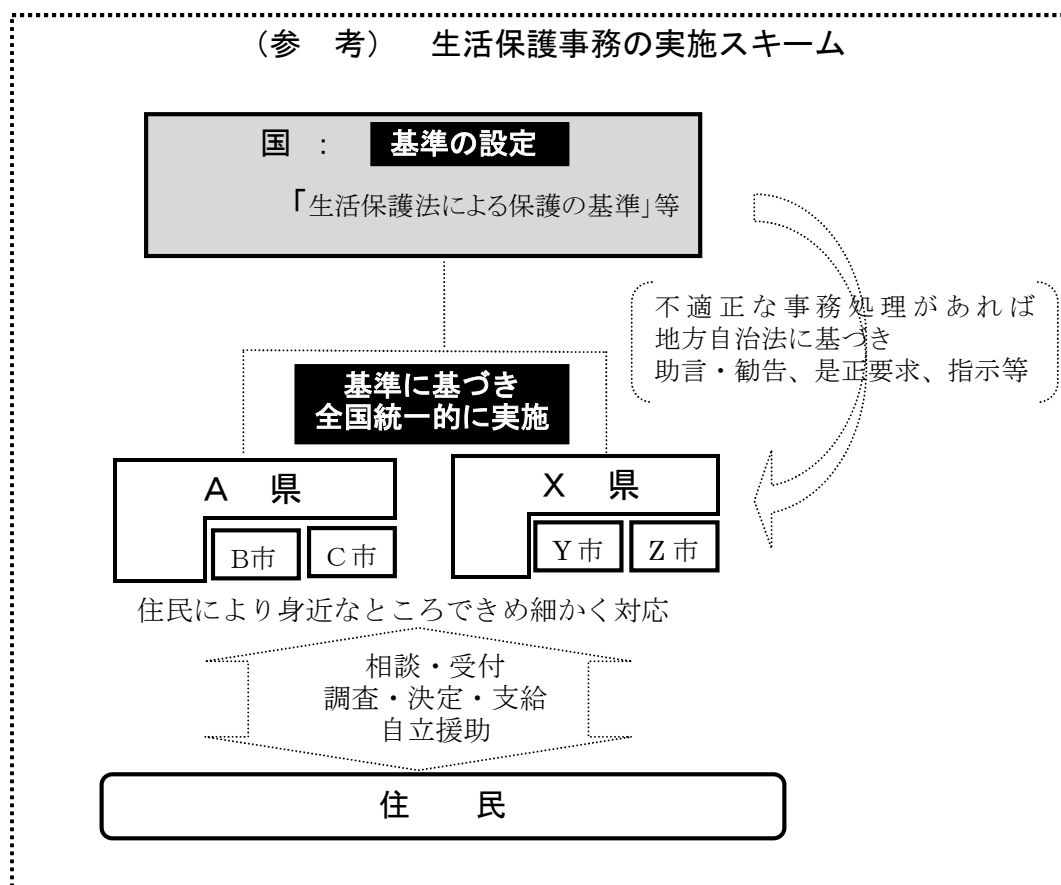 （参　考）　生活保護事務の実施スキーム
国　：　基準の設定
「生活保護法による保護の基準」等
不適正な事務処理があれば
地方自治法に基づき
助言・勧告、是正要求、指示等
基準に基づき
全国統一的に実施
Ａ　県
Ｘ　県
B市
C市
Y市
Z市
住民により身近なところできめ細かく対応
相談・受付
調査・決定・支給
自立援助
住　　民